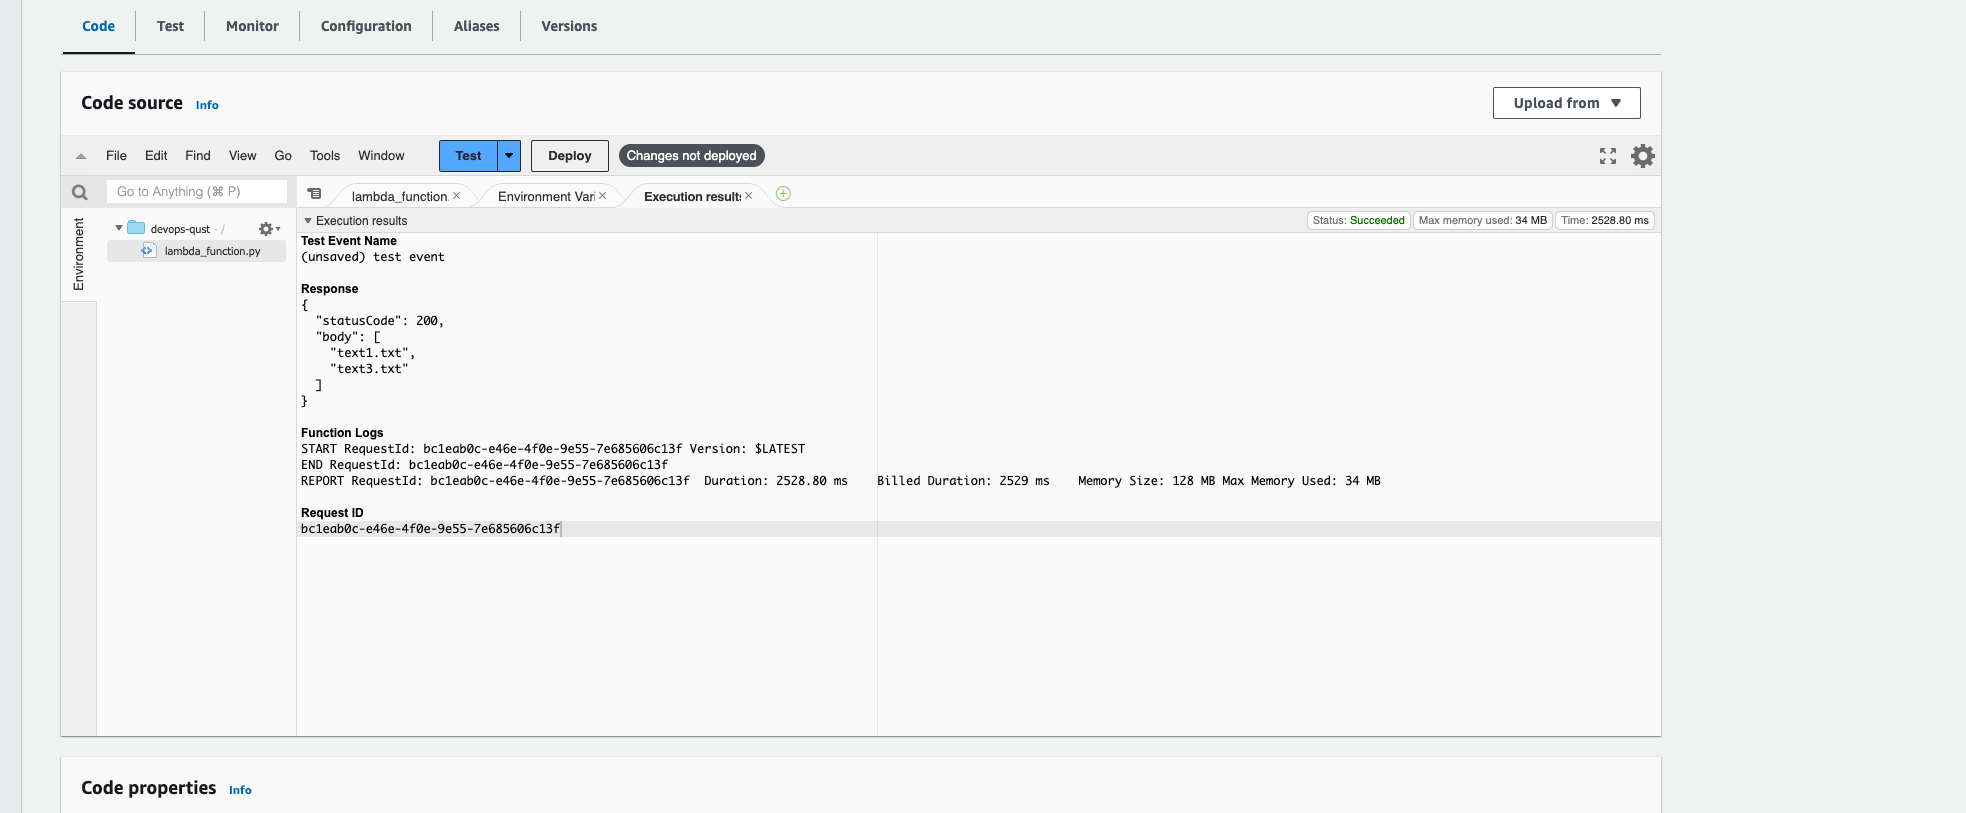 Code Test Monitor Configuration Aliases Versions
Code source Info
Upload from
File Edit Find View Go Tools Window Test Deploy Changes not deployed
Go to Anything (⌘ P)
lambda_function. Environment Vari Execution results
Environment
devops-qust - /
lambda_function.py
Execution results
Status: Succeeded Max memory used: 34 MB Time: 2528.80 ms
Test Event Name
(unsaved) test event
Response
{
"statusCode": 200,
"body": [
"text1.txt",
"text3.txt"
]
}
Function Logs
START RequestId: bc1eab0c-e46e-4f0e-9e55-7e685606c13f Version: $LATEST
END RequestId: bc1eab0c-e46e-4f0e-9e55-7e685606c13f
REPORT RequestId: bc1eab0c-e46e-4f0e-9e55-7e685606c13f Duration: 2528.80 ms Billed Duration: 2529 ms Memory Size: 128 MB Max Memory Used: 34 MB
Request ID
bc1eab0c-e46e-4f0e-9e55-7e685606c13f
Code properties Info